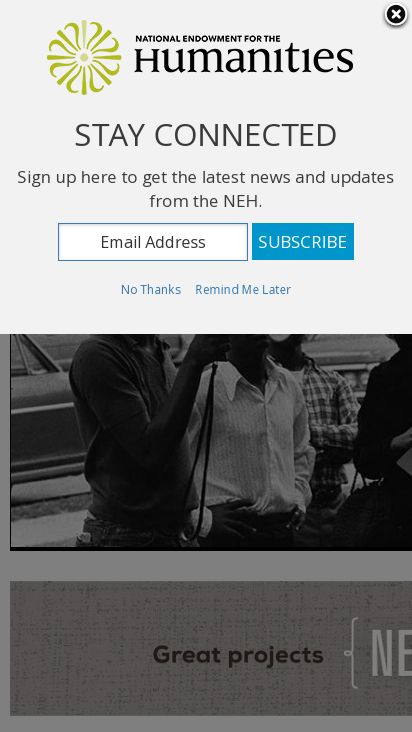 NATIONAL ENDOWMENT FOR THE
Humanities
STAY CONNECTED
Sign up here to get the latest news and updates
from the NEH.
Email Address
SUBSCRIBE
No Thanks
Remind Me Later
Great projects
NE